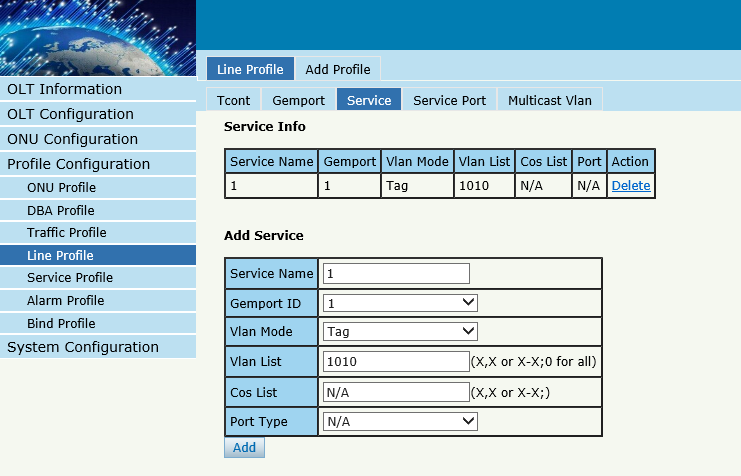 Line Profile Add Profile
Tcont Gemport Service Service Port Multicast Vlan
OLT Information
OLT Configuration
ONU Configuration
Profile Configuration
ONU Profile
DBA Profile
Traffic Profile
Line Profile
Service Profile
Alarm Profile
Bind Profile
System Configuration
Service Info
Service Name Gemport Vlan Mode Vlan List Cos List Port Action
1 1 Tag 1010 N/A N/A Delete
Add Service
Service Name 1
Gemport ID 1
Vlan Mode Tag
Vlan List 1010 (X,X or X-X;0 for all)
Cos List N/A (X,X or X-X;)
Port Type N/A
Add